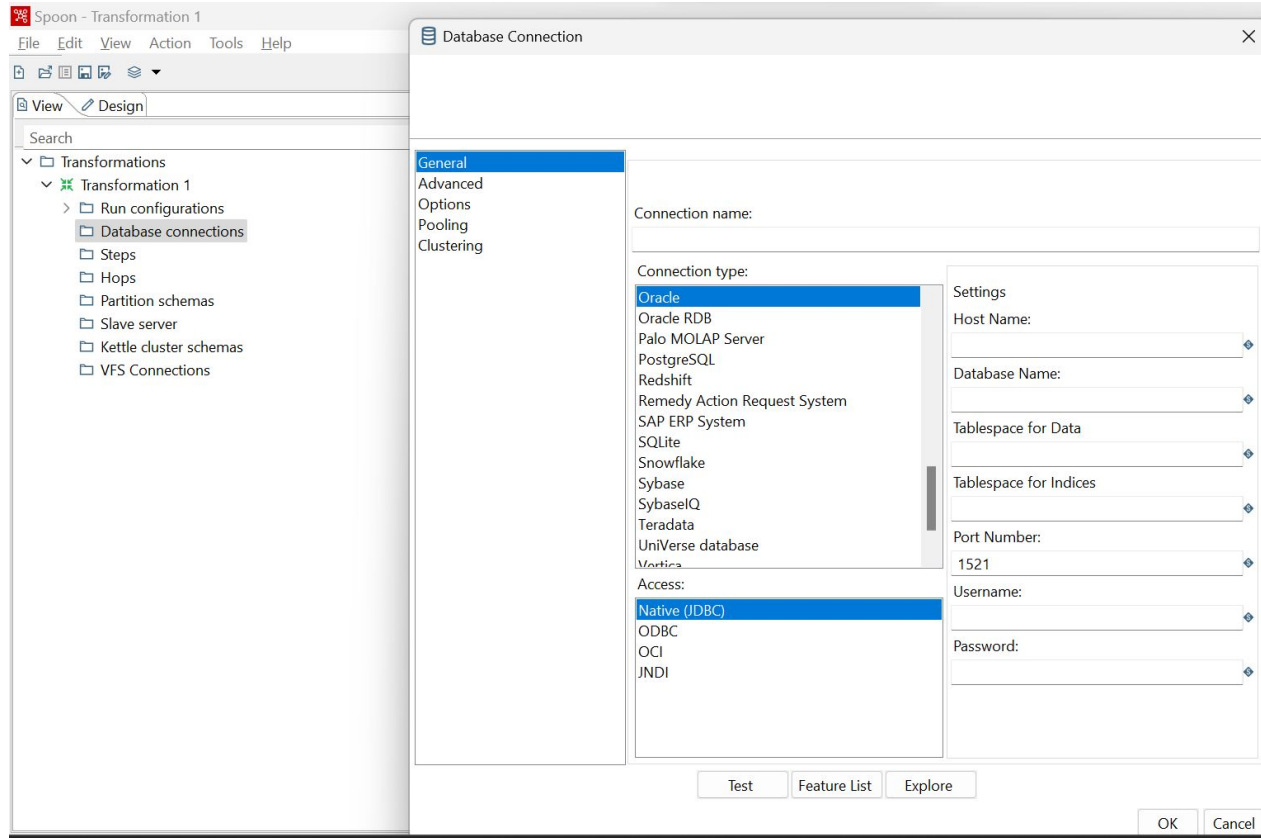 Spoon - Transformation 1
File Edit View Action Tools Help
View Design
Search
Transformations
Transformation 1
Run configurations
Database connections
Steps
Hops
Partition schemas
Slave server
Kettle cluster schemas
VFS Connections
Database Connection
General
Advanced
Options
Pooling
Clustering
Connection name:
Connection type:
Oracle
Oracle RDB
Palo MOLAP Server
PostgreSQL
Redshift
Remedy Action Request System
SAP ERP System
SQLite
Snowflake
Sybase
SybaseIQ
Teradata
UniVerse database
Vertica
Access:
Native (JDBC)
ODBC
OCI
JNDI
Settings
Host Name:
Database Name:
Tablespace for Data
Tablespace for Indices
Port Number:
1521
Username:
Password:
Test Feature List Explore
OK Cancel